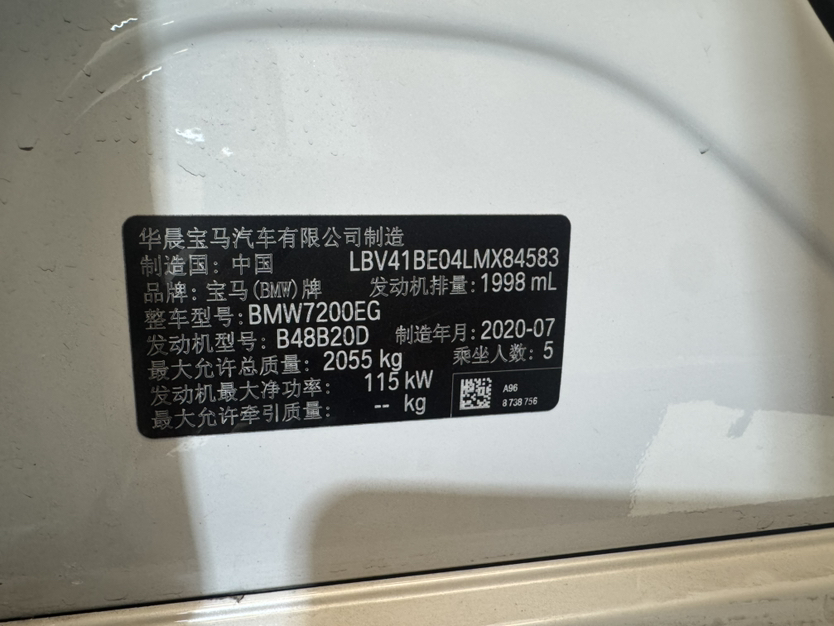 华晨宝马汽车有限公司制造
制造国: 中国 LBV41BE04LMX84583
品牌: 宝马(BMW)牌 发动机排量: 1998 mL
整车型号: BMW7200EG
发动机型号: B48B20D 制造年月: 2020-07
最大允许总质量: 2055 kg 乘坐人数: 5
发动机最大净功率: 115 kW
最大允许牵引质量: -- kg
A96
8 738 756